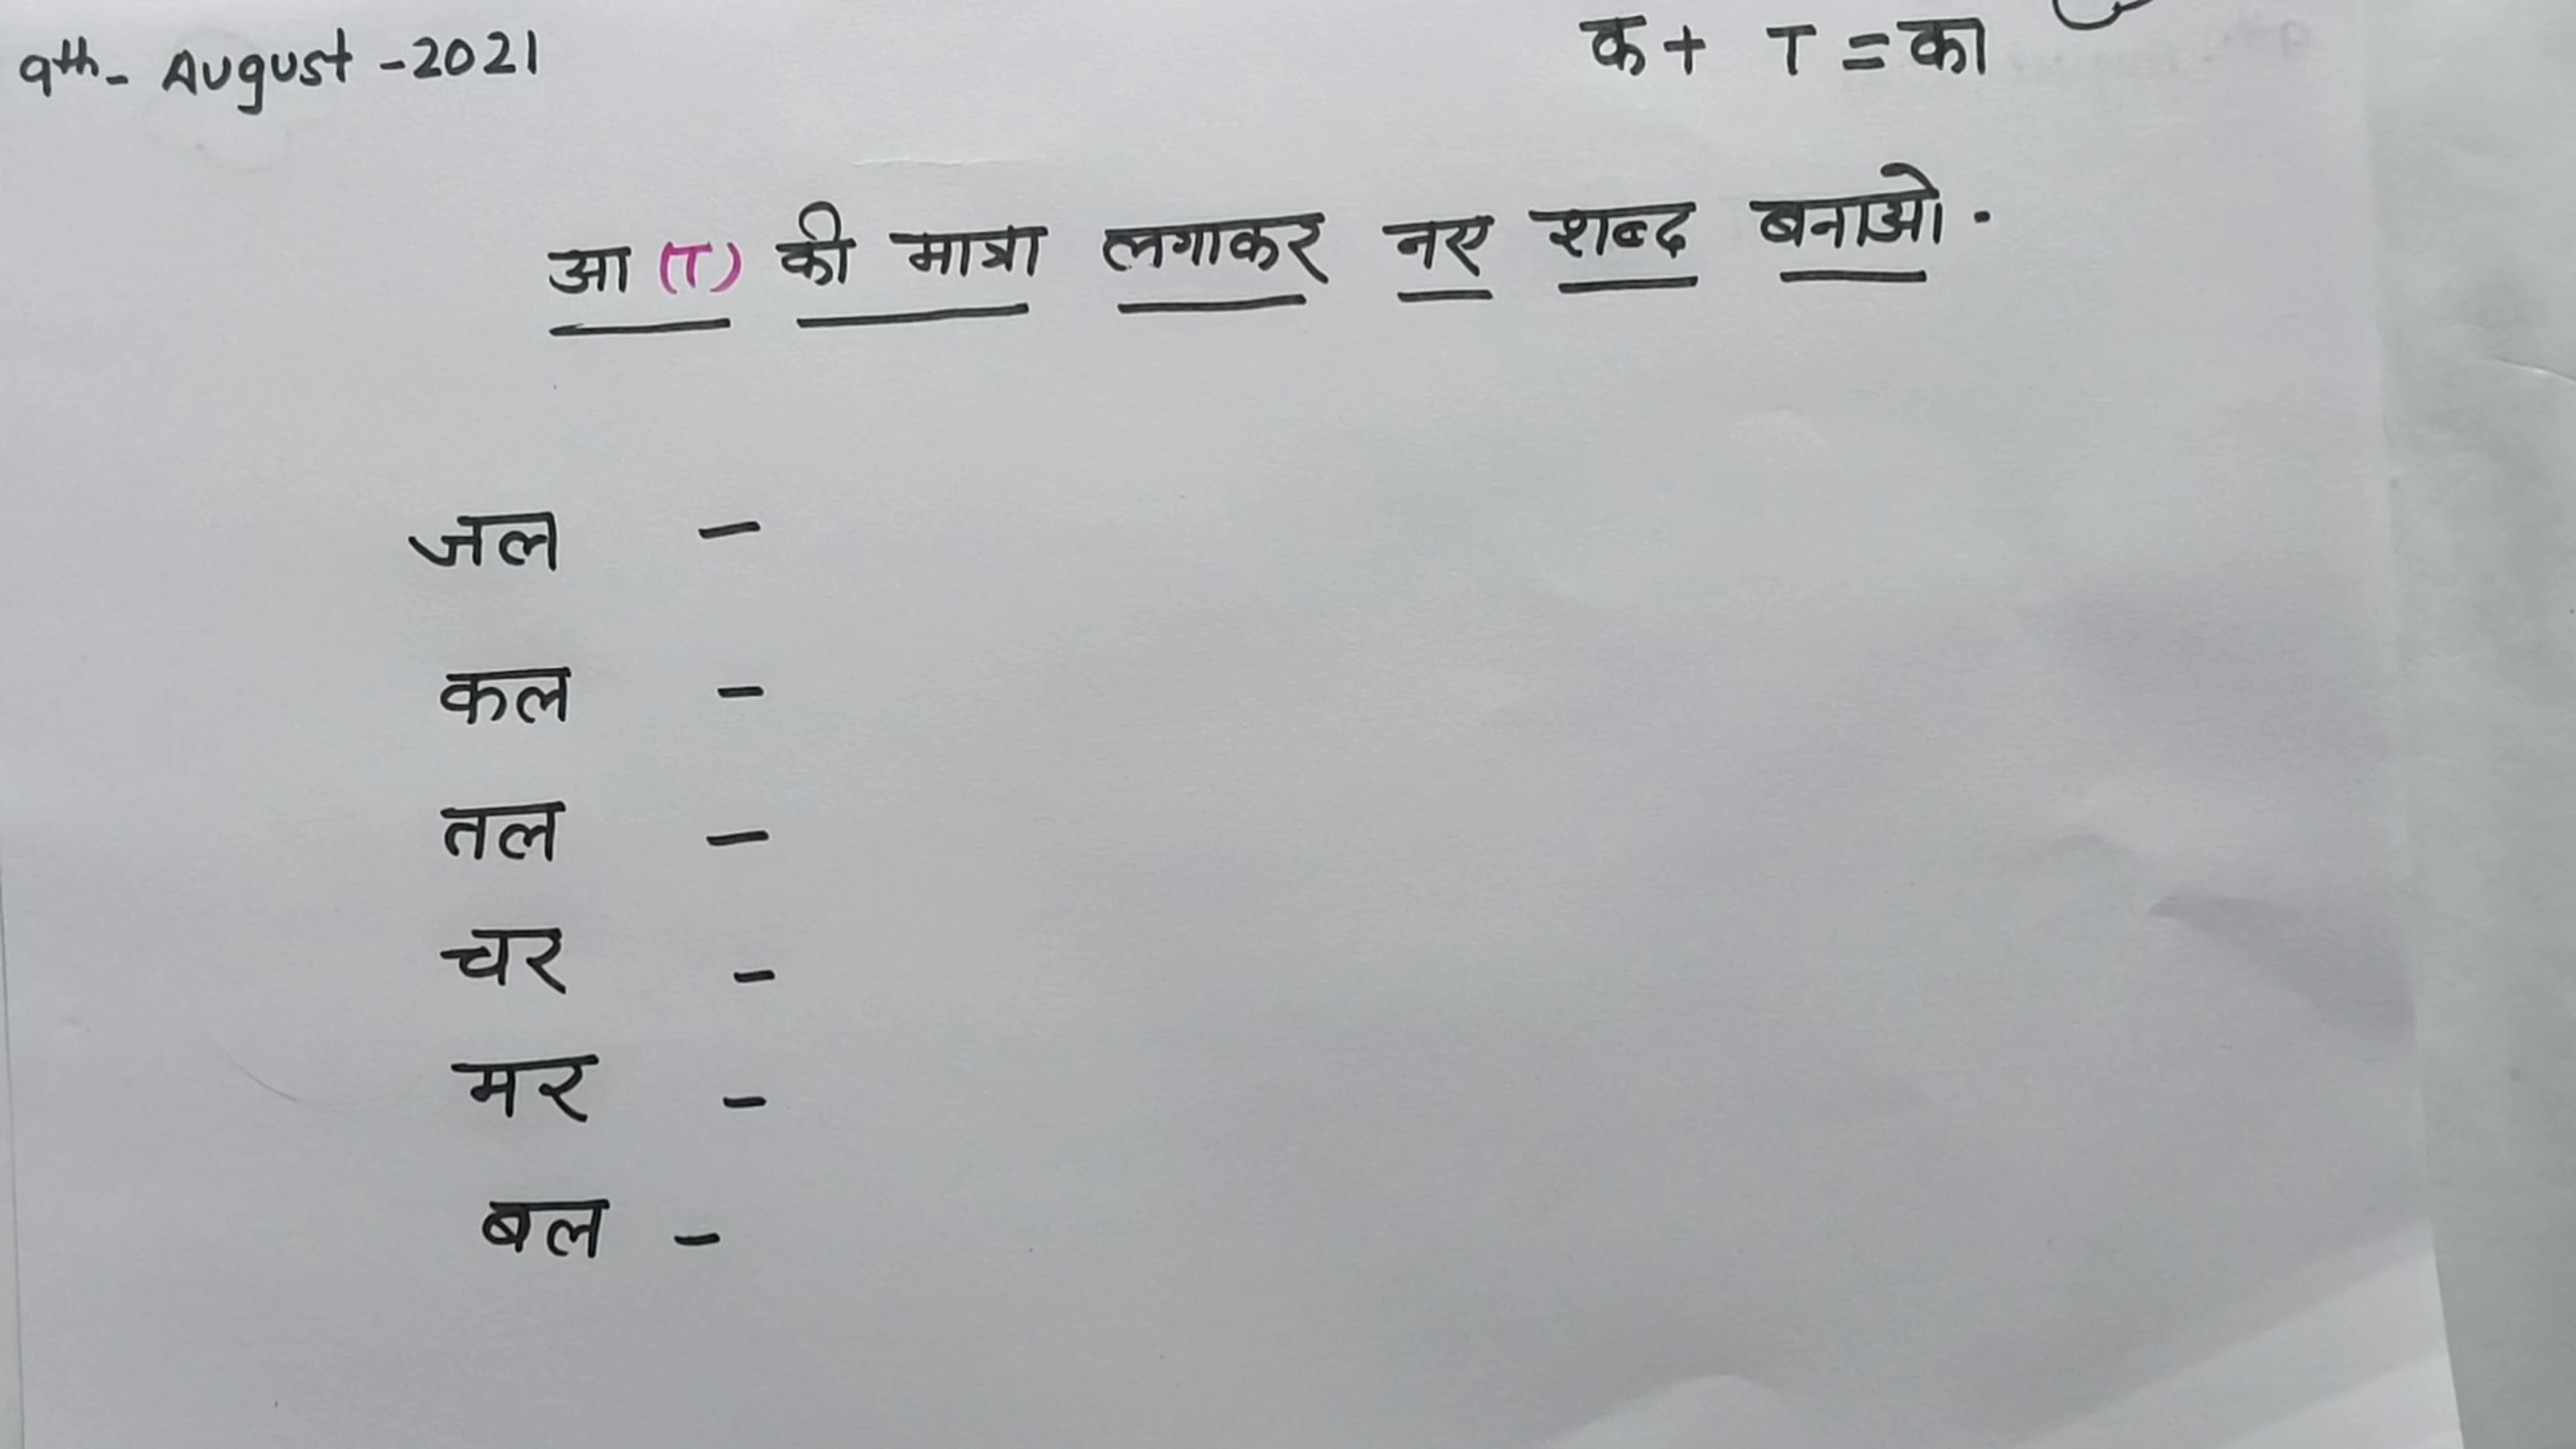 9th- August -2021
क + ा = का
आ (ा) की मात्रा लगाकर नए शब्द बनाओ.
जल -
कल -
तल -
चर -
मर -
बल -